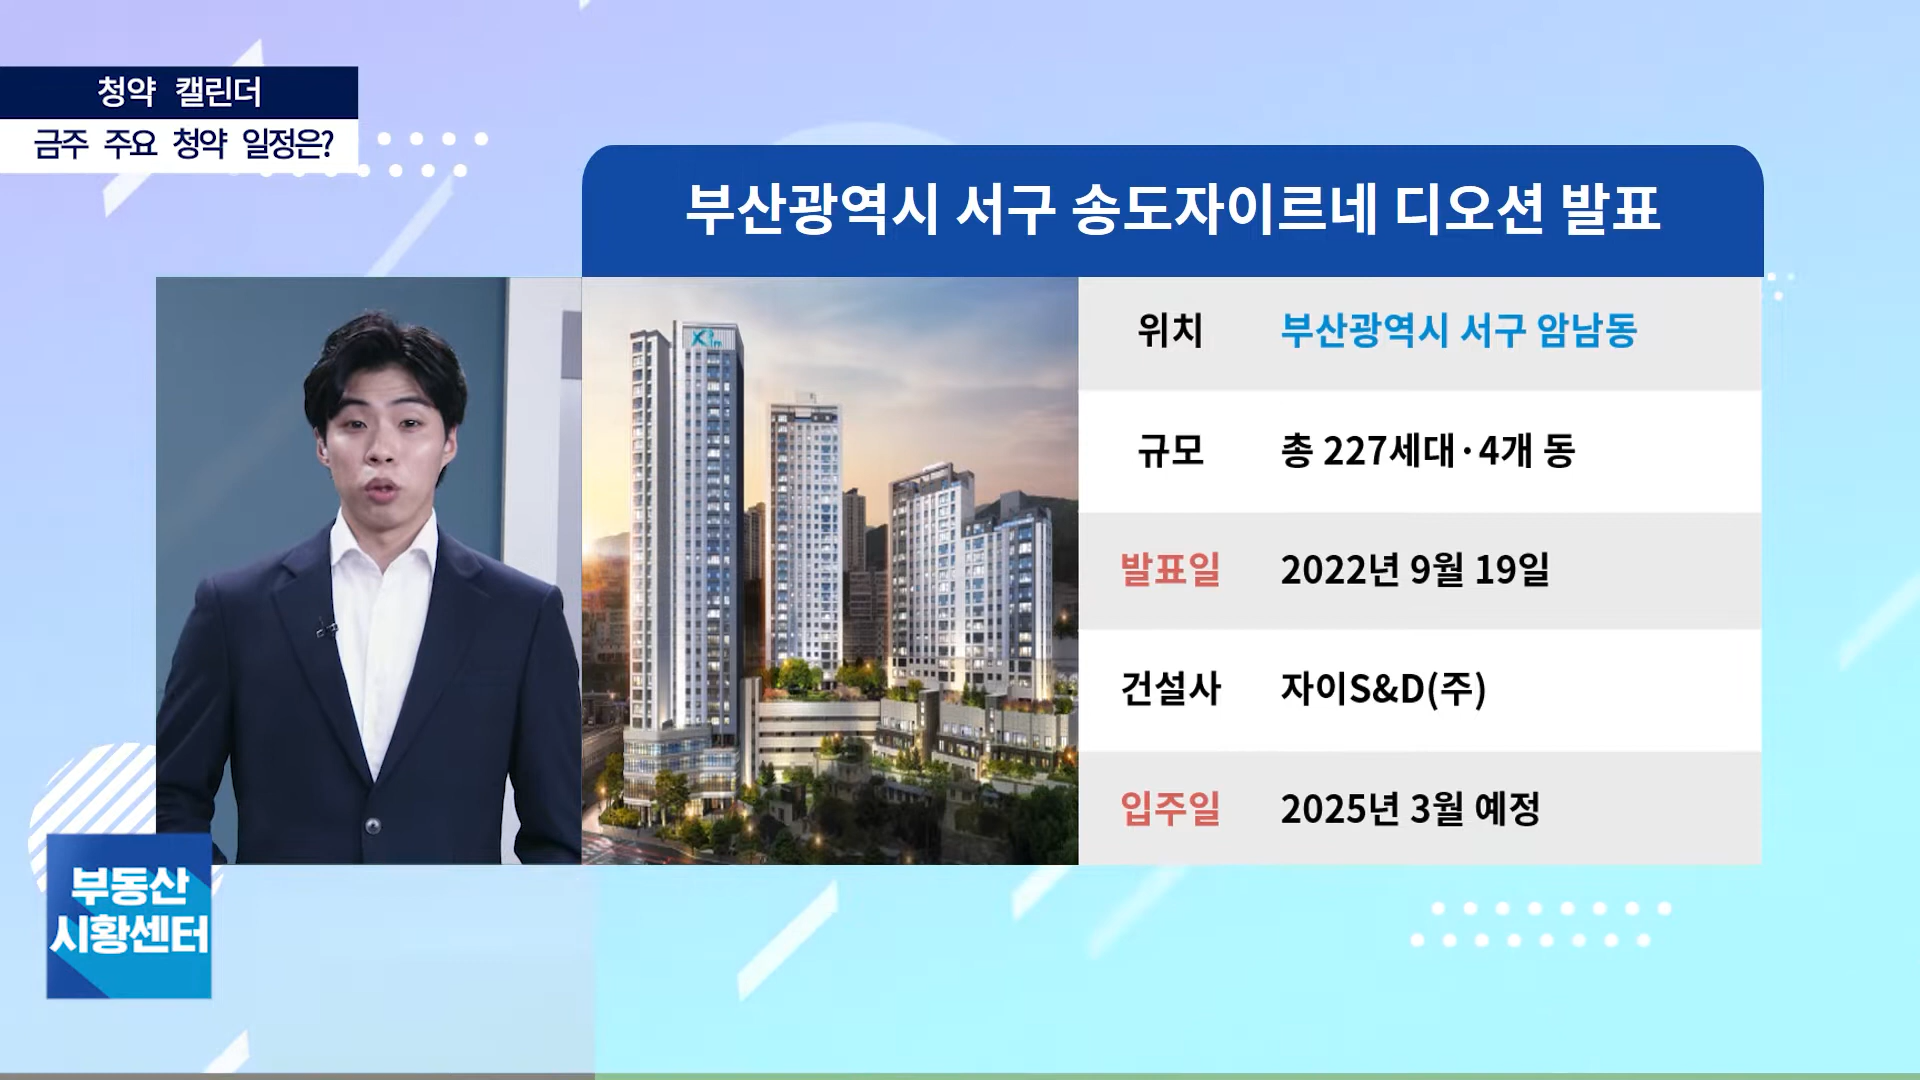 청약 캘린더
금주 주요 청약 일정은?
부산광역시 서구 송도자이르네 디오션 발표
위치 부산광역시 서구 암남동
규모 총 227세대·4개 동
발표일 2022년 9월 19일
건설사 자이S&D(주)
입주일 2025년 3월 예정
부동산
시황센터